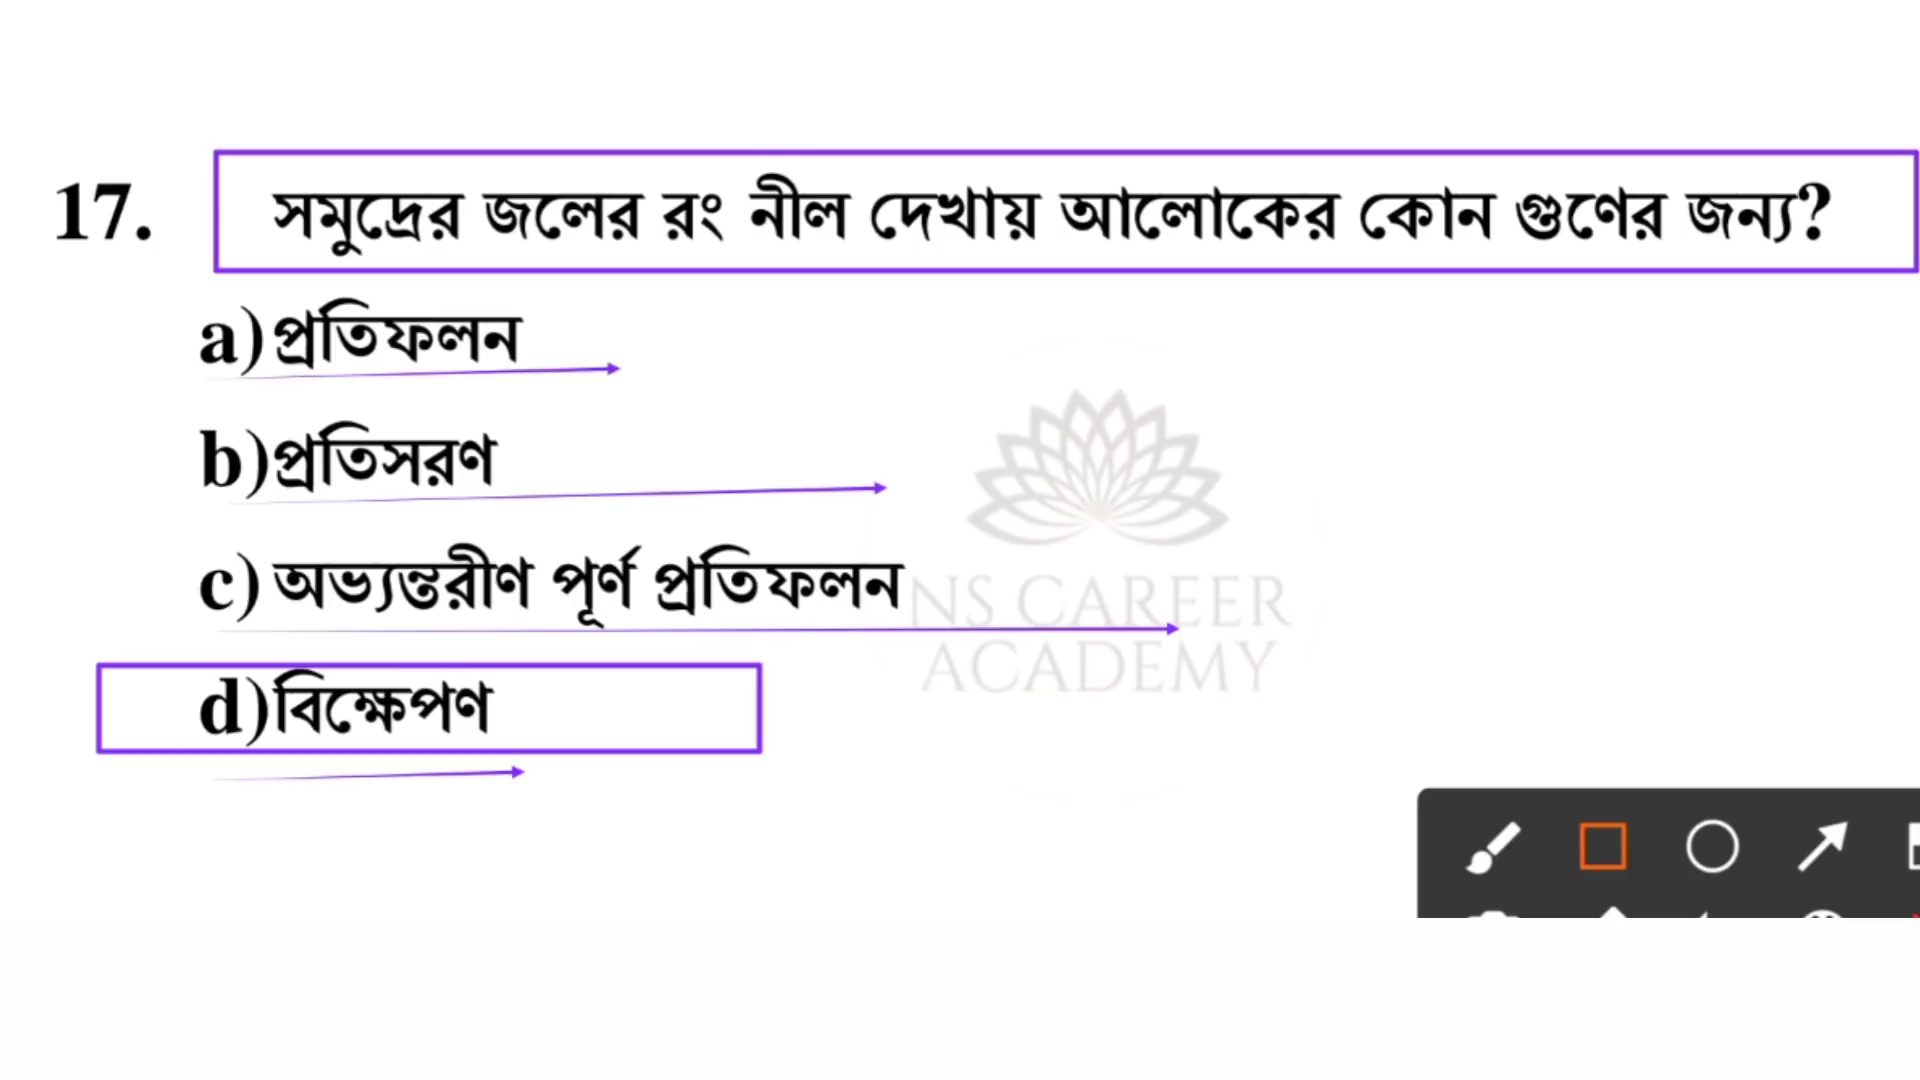 17. সমুদ্রের জলের রং নীল দেখায় আলোকের কোন গুণের জন্য?
a)প্রতিফলন
b)প্রতিসরণ
c) অভ্যন্তরীণ পূর্ণ প্রতিফলন
d)বিক্ষেপণ
NS CAREER
ACADEMY